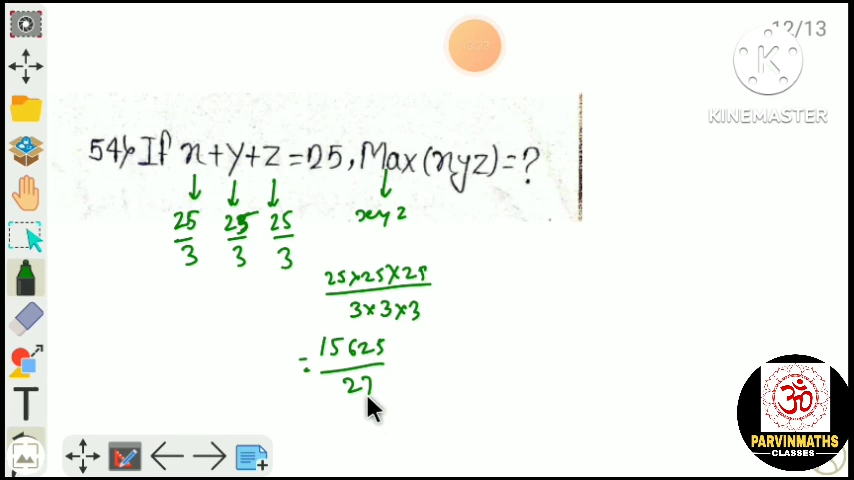 12/13
KINEMASTER
54) If x+y+z=25, Max(xyz)=?
↓ ↓ ↓ ↓
25/3 25/3 25/3 xyz
25×25×25
3×3×3
= 15625
27
T
ॐ
PARVINMATHS
CLASSES